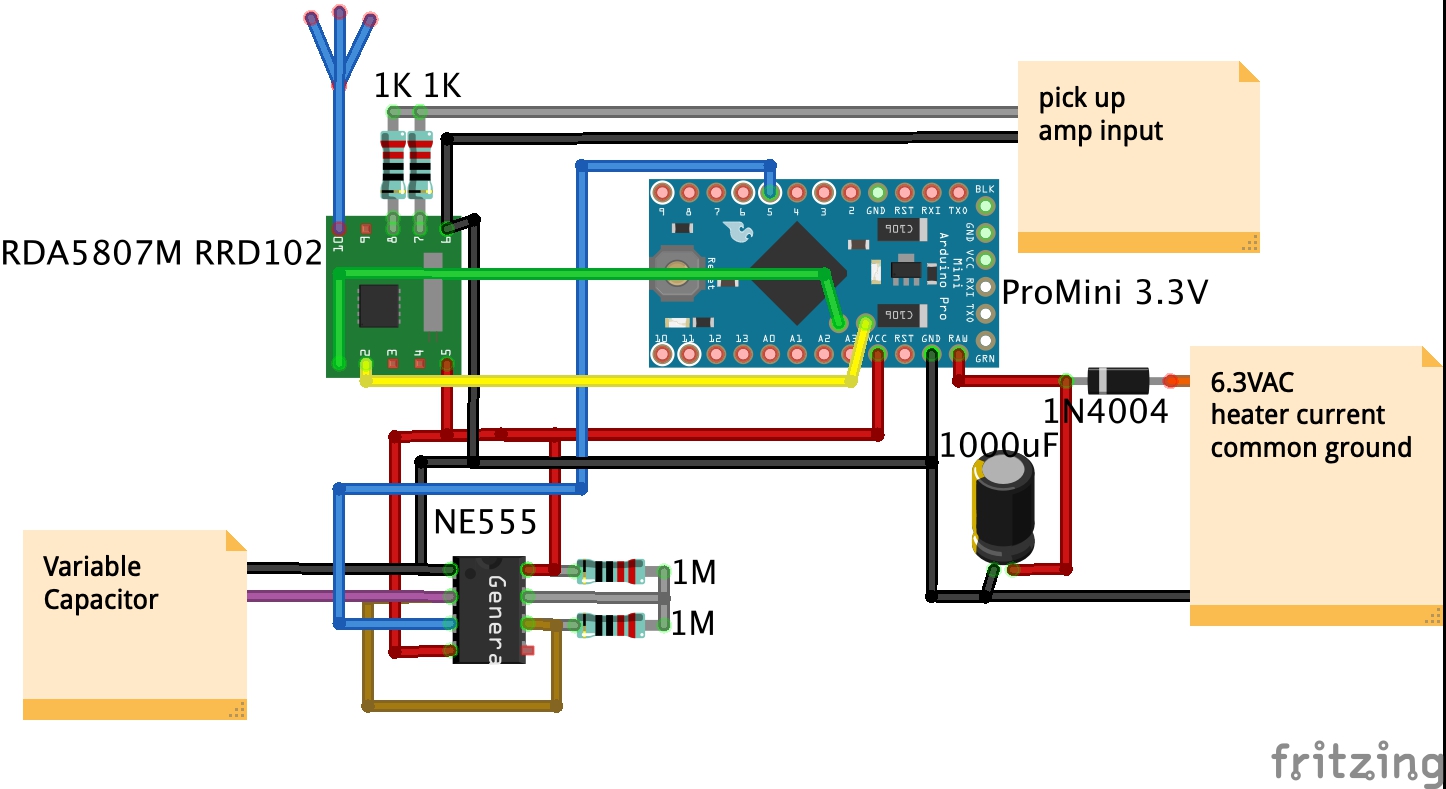 1K 1K
pick up
amp input
RDA5807M RRD102
10 9 8 7 6
2 3 4 5
9 8 7 6 5 4 3 2 GND RST RXI TXO
BLK
GND VCC RXI TXO
GRN
Reset
Arduino Pro
Mini
10 11 12 13 A0 A1 A2 A3 VCC RST GND RAW
ProMini 3.3V
1N4004
6.3VAC
heater current
common ground
1000uF
NE555
Variable
Capacitor
Genera
1M
1M
fritzing